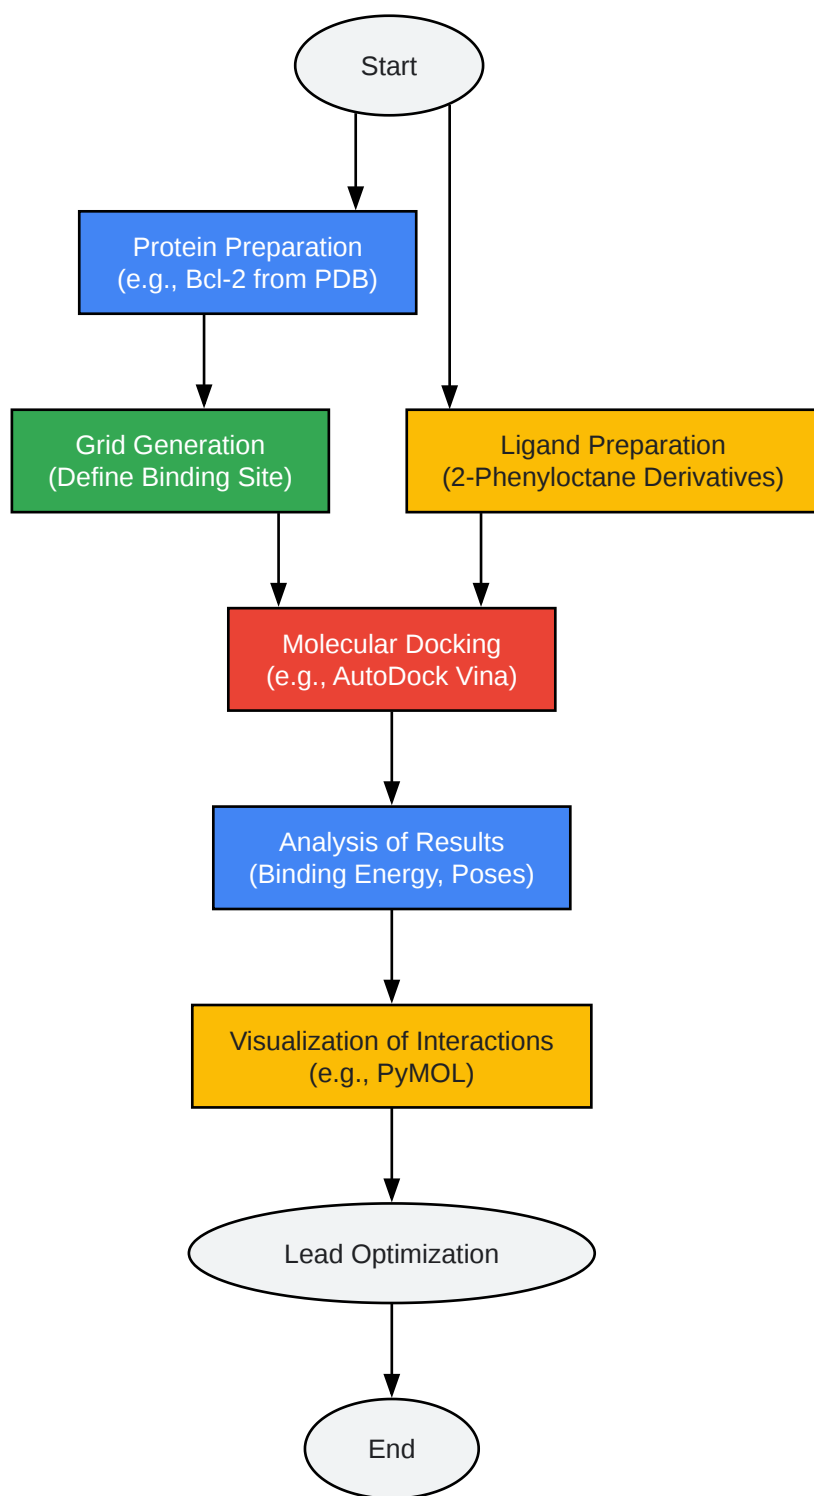 Start
Protein Preparation
(e.g., Bcl-2 from PDB)
Grid Generation
(Define Binding Site)
Ligand Preparation
(2-Phenyloctane Derivatives)
Molecular Docking
(e.g., AutoDock Vina)
Analysis of Results
(Binding Energy, Poses)
Visualization of Interactions
(e.g., PyMOL)
Lead Optimization
End